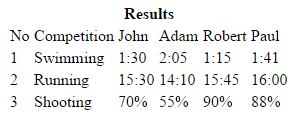 Results
No Competition John Adam Robert Paul
1 Swimming 1:30 2:05 1:15 1:41
2 Running 15:30 14:10 15:45 16:00
3 Shooting 70% 55% 90% 88%